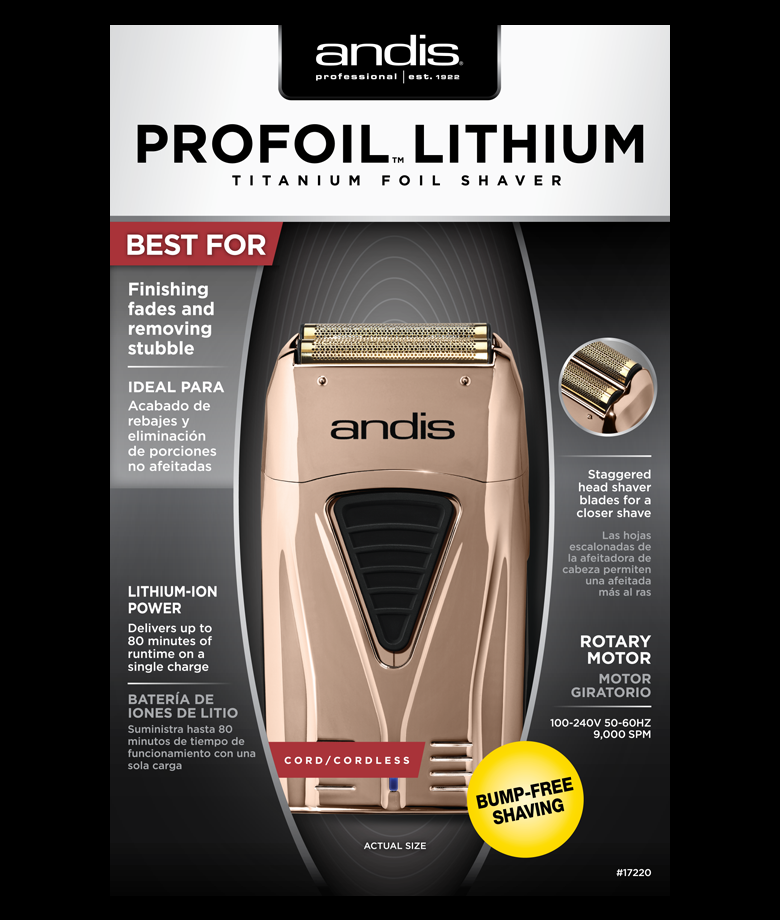 andis®
professional | est. 1922
PROFOIL™ LITHIUM
TITANIUM FOIL SHAVER
BEST FOR
Finishing
fades and
removing
stubble
IDEAL PARA
Acabado de
rebajes y
eliminación
de porciones
no afeitadas
andis
Staggered
head shaver
blades for a
closer shave
Las hojas
escalonadas de
la afeitadora de
cabeza permiten
una afeitada
más al ras
LITHIUM-ION
POWER
Delivers up to
80 minutes of
runtime on a
single charge
BATERÍA DE
IONES DE LITIO
Suministra hasta 80
minutos de tiempo de
funcionamiento con una
sola carga
ROTARY
MOTOR
MOTOR
GIRATORIO
100-240V 50-60HZ
9,000 SPM
CORD/CORDLESS
BUMP-FREE
SHAVING
ACTUAL SIZE
#17220